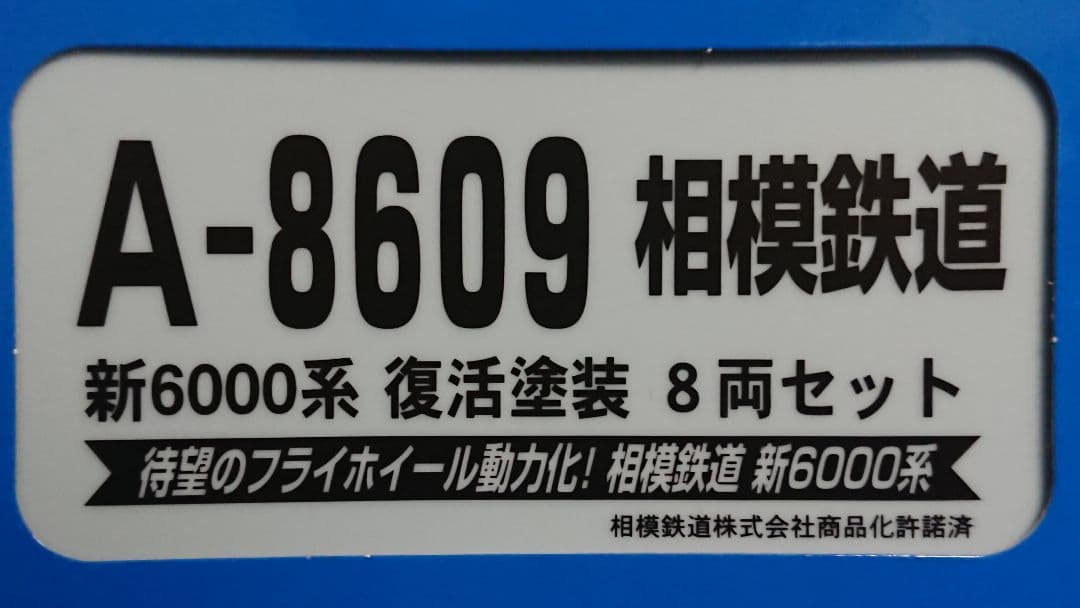 A-8609 相模鉄道
新6000系 復活塗装 8両セット
待望のフライホイール動力化! 相模鉄道 新6000系
相模鉄道株式会社商品化許諾済